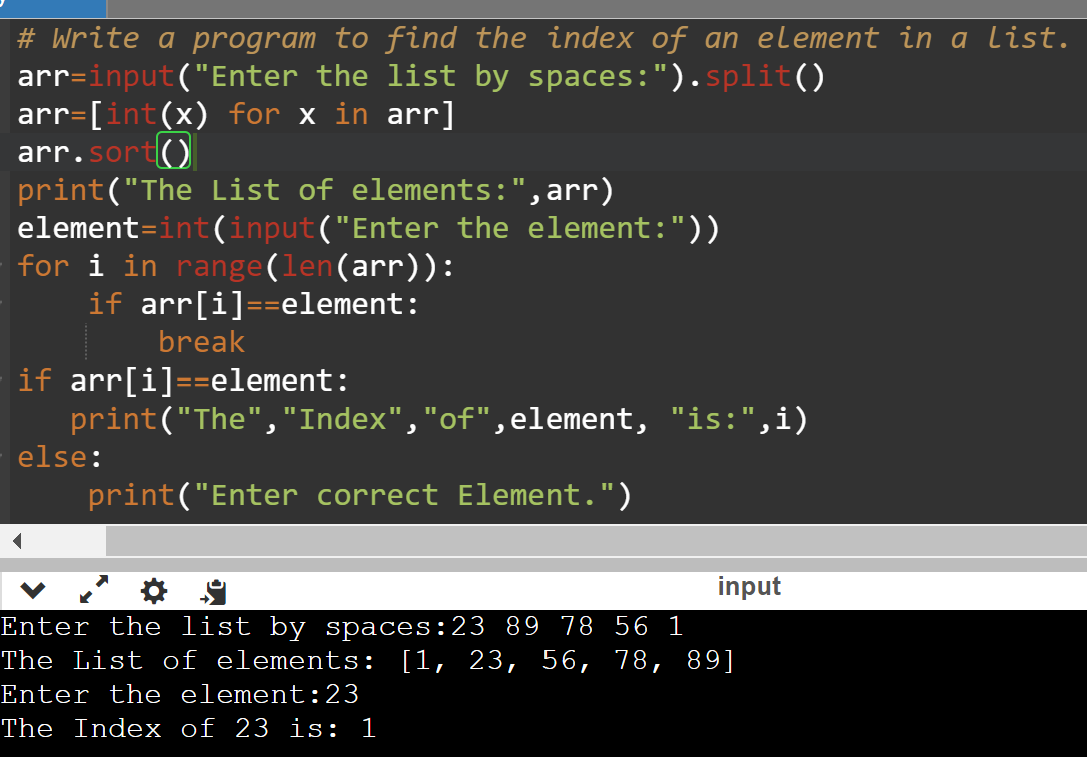 # Write a program to find the index of an element in a list.
arr=input("Enter the list by spaces:").split()
arr=[int(x) for x in arr]
arr.sort()
print("The List of elements:",arr)
element=int(input("Enter the element:"))
for i in range(len(arr)):
    if arr[i]==element:
        break
if arr[i]==element:
   print("The","Index","of",element, "is:",i)
else:
    print("Enter correct Element.")
input
Enter the list by spaces:23 89 78 56 1
The List of elements: [1, 23, 56, 78, 89]
Enter the element:23
The Index of 23 is: 1